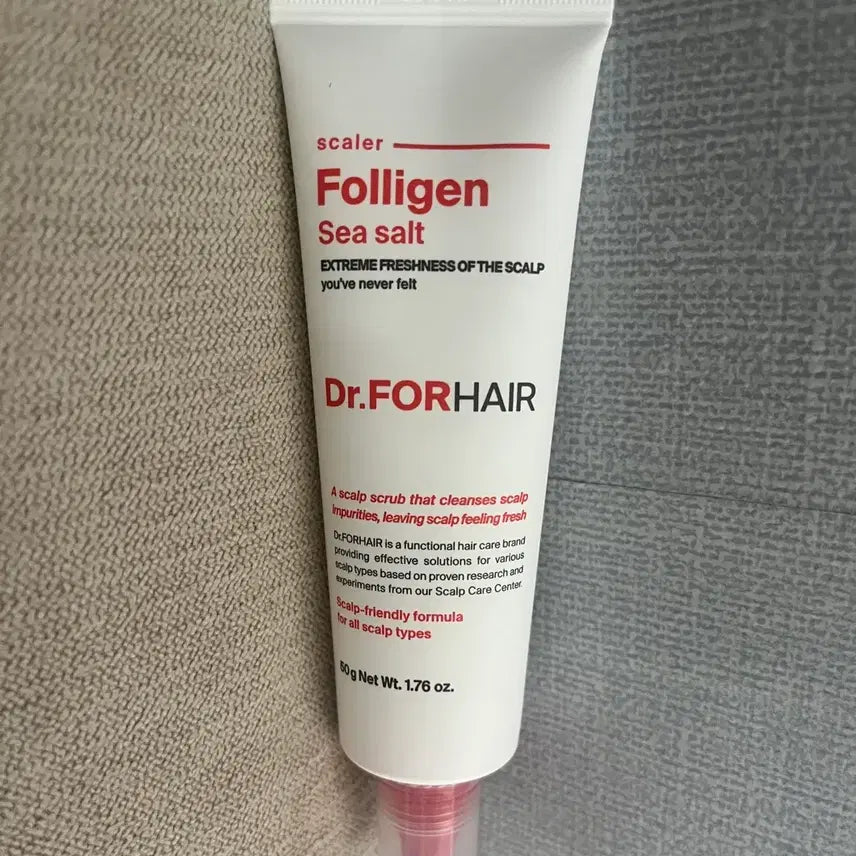 scaler
Folligen
Sea salt
EXTREME FRESHNESS OF THE SCALP
you've never felt
Dr.FORHAIR
A scalp scrub that cleanses scalp
impurities, leaving scalp feeling fresh
Dr.FORHAIR is a functional hair care brand
providing effective solutions for various
scalp types based on proven research and
experiments from our Scalp Care Center.
Scalp-friendly formula
for all scalp types
50g Net Wt. 1.76 oz.